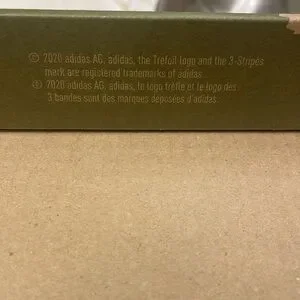 © 2020 adidas AG. adidas, the Trefoil logo and the 3-Stripes
mark are registered trademarks of adidas.
© 2020 adidas AG. adidas, le logo trèfle et le logo des
3 bandes sont des marques déposées d'adidas.